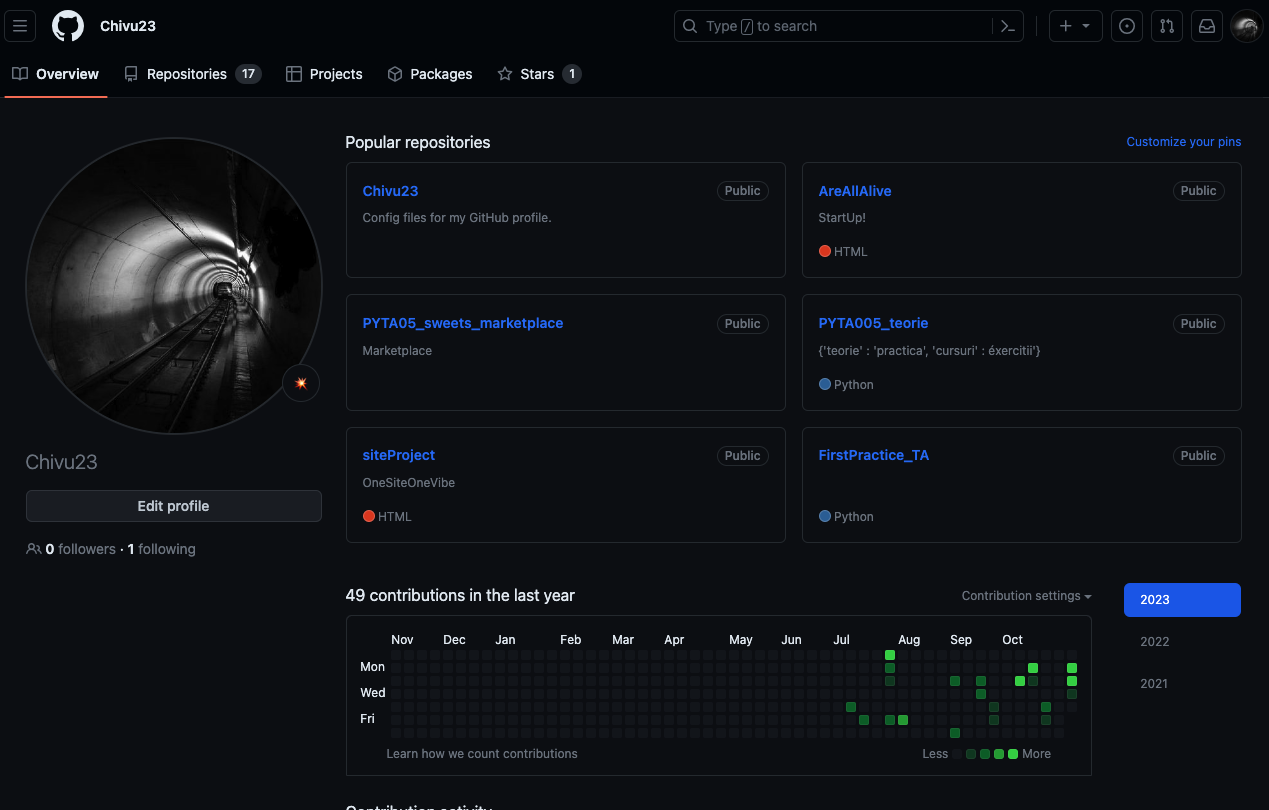 Chivu23
Type / to search
Overview
Repositories 17
Projects
Packages
Stars 1
Popular repositories
Customize your pins
Chivu23
Public
Config files for my GitHub profile.
AreAllAlive
Public
StartUp!
HTML
PYTA05_sweets_marketplace
Public
Marketplace
PYTA005_teorie
Public
{'teorie' : 'practica', 'cursuri' : éxercitii'}
Python
siteProject
Public
OneSiteOneVibe
HTML
FirstPractice_TA
Public
Python
Chivu23
Edit profile
0 followers · 1 following
49 contributions in the last year
Contribution settings
2023
2022
2021
Nov Dec Jan Feb Mar Apr May Jun Jul Aug Sep Oct
Mon
Wed
Fri
Learn how we count contributions
Less More
Contribution activity